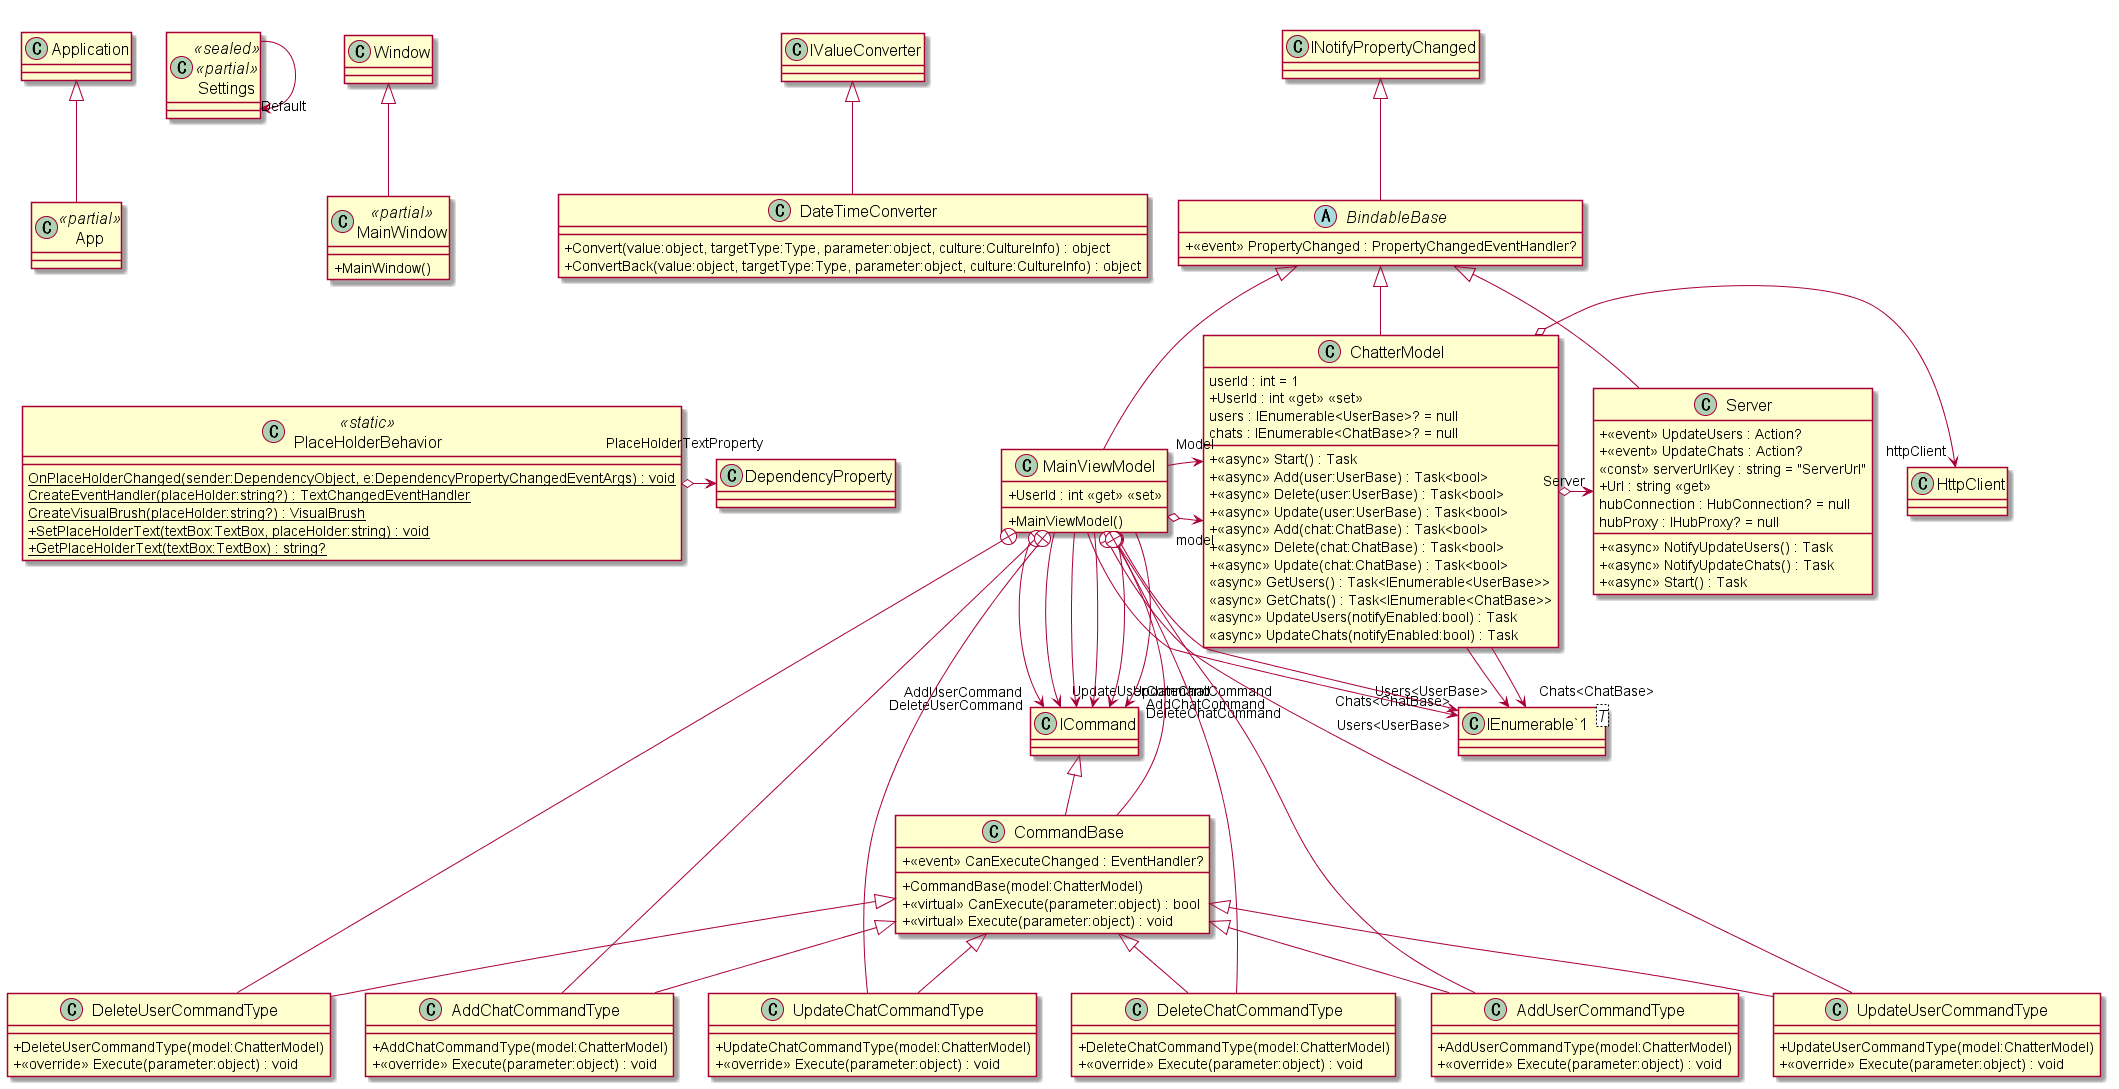 C Application
«sealed»
«partial»
C Settings
Default
C Window
C IValueConverter
C INotifyPropertyChanged
«partial»
C App
«partial»
C MainWindow
+MainWindow()
C DateTimeConverter
+Convert(value:object, targetType:Type, parameter:object, culture:CultureInfo) : object
+ConvertBack(value:object, targetType:Type, parameter:object, culture:CultureInfo) : object
A BindableBase
+«event» PropertyChanged : PropertyChangedEventHandler?
«static»
C PlaceHolderBehavior
OnPlaceHolderChanged(sender:DependencyObject, e:DependencyPropertyChangedEventArgs) : void
CreateEventHandler(placeHolder:string?) : TextChangedEventHandler
CreateVisualBrush(placeHolder:string?) : VisualBrush
+SetPlaceHolderText(textBox:TextBox, placeHolder:string) : void
+GetPlaceHolderText(textBox:TextBox) : string?
PlaceHolderTextProperty
C DependencyProperty
C MainViewModel
+UserId : int «get» «set»
+MainViewModel()
Model
model
C ChatterModel
userId : int = 1
+UserId : int «get» «set»
users : IEnumerable<UserBase>? = null
chats : IEnumerable<ChatBase>? = null
+«async» Start() : Task
+«async» Add(user:UserBase) : Task<bool>
+«async» Delete(user:UserBase) : Task<bool>
+«async» Update(user:UserBase) : Task<bool>
+«async» Add(chat:ChatBase) : Task<bool>
+«async» Delete(chat:ChatBase) : Task<bool>
+«async» Update(chat:ChatBase) : Task<bool>
«async» GetUsers() : Task<IEnumerable<UserBase>>
«async» GetChats() : Task<IEnumerable<ChatBase>>
«async» UpdateUsers(notifyEnabled:bool) : Task
«async» UpdateChats(notifyEnabled:bool) : Task
Server
C Server
+«event» UpdateUsers : Action?
+«event» UpdateChats : Action?
«const» serverUrlKey : string = "ServerUrl"
+Url : string «get»
hubConnection : HubConnection? = null
hubProxy : IHubProxy? = null
+«async» NotifyUpdateUsers() : Task
+«async» NotifyUpdateChats() : Task
+«async» Start() : Task
httpClient
C HttpClient
AddUserCommand
DeleteUserCommand
UpdateUserCommand
UpdateChatCommand
AddChatCommand
DeleteChatCommand
Users<UserBase>
Chats<ChatBase>
Chats<ChatBase>
Users<UserBase>
C ICommand
C IEnumerable`1
T
C CommandBase
+«event» CanExecuteChanged : EventHandler?
+CommandBase(model:ChatterModel)
+«virtual» CanExecute(parameter:object) : bool
+«virtual» Execute(parameter:object) : void
C DeleteUserCommandType
+DeleteUserCommandType(model:ChatterModel)
+«override» Execute(parameter:object) : void
C AddChatCommandType
+AddChatCommandType(model:ChatterModel)
+«override» Execute(parameter:object) : void
C UpdateChatCommandType
+UpdateChatCommandType(model:ChatterModel)
+«override» Execute(parameter:object) : void
C DeleteChatCommandType
+DeleteChatCommandType(model:ChatterModel)
+«override» Execute(parameter:object) : void
C AddUserCommandType
+AddUserCommandType(model:ChatterModel)
+«override» Execute(parameter:object) : void
C UpdateUserCommandType
+UpdateUserCommandType(model:ChatterModel)
+«override» Execute(parameter:object) : void